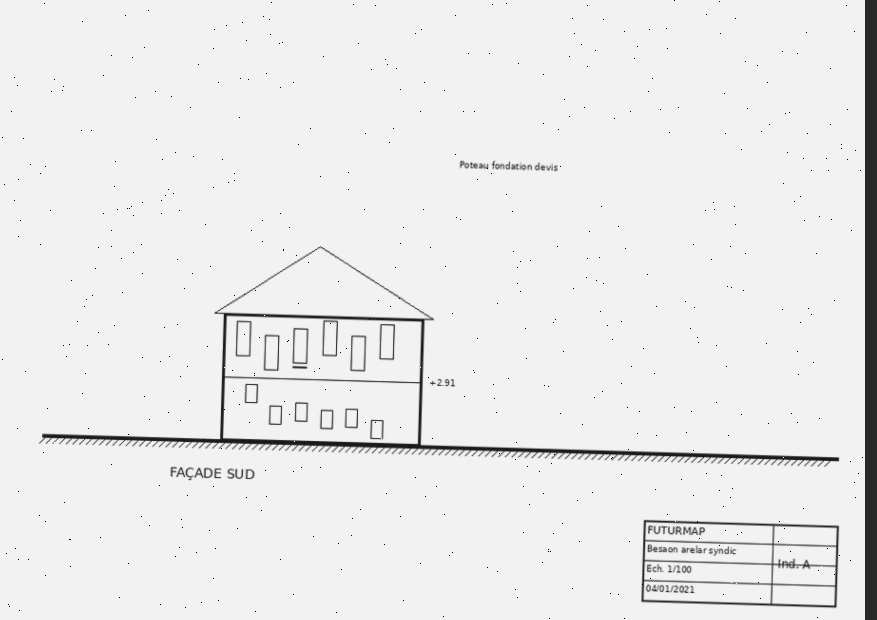 Poteau fondation devis
+2.91
FAÇADE SUD
FUTURMAP
Besaon arelar syndic
Ind. A
Ech. 1/100
04/01/2021